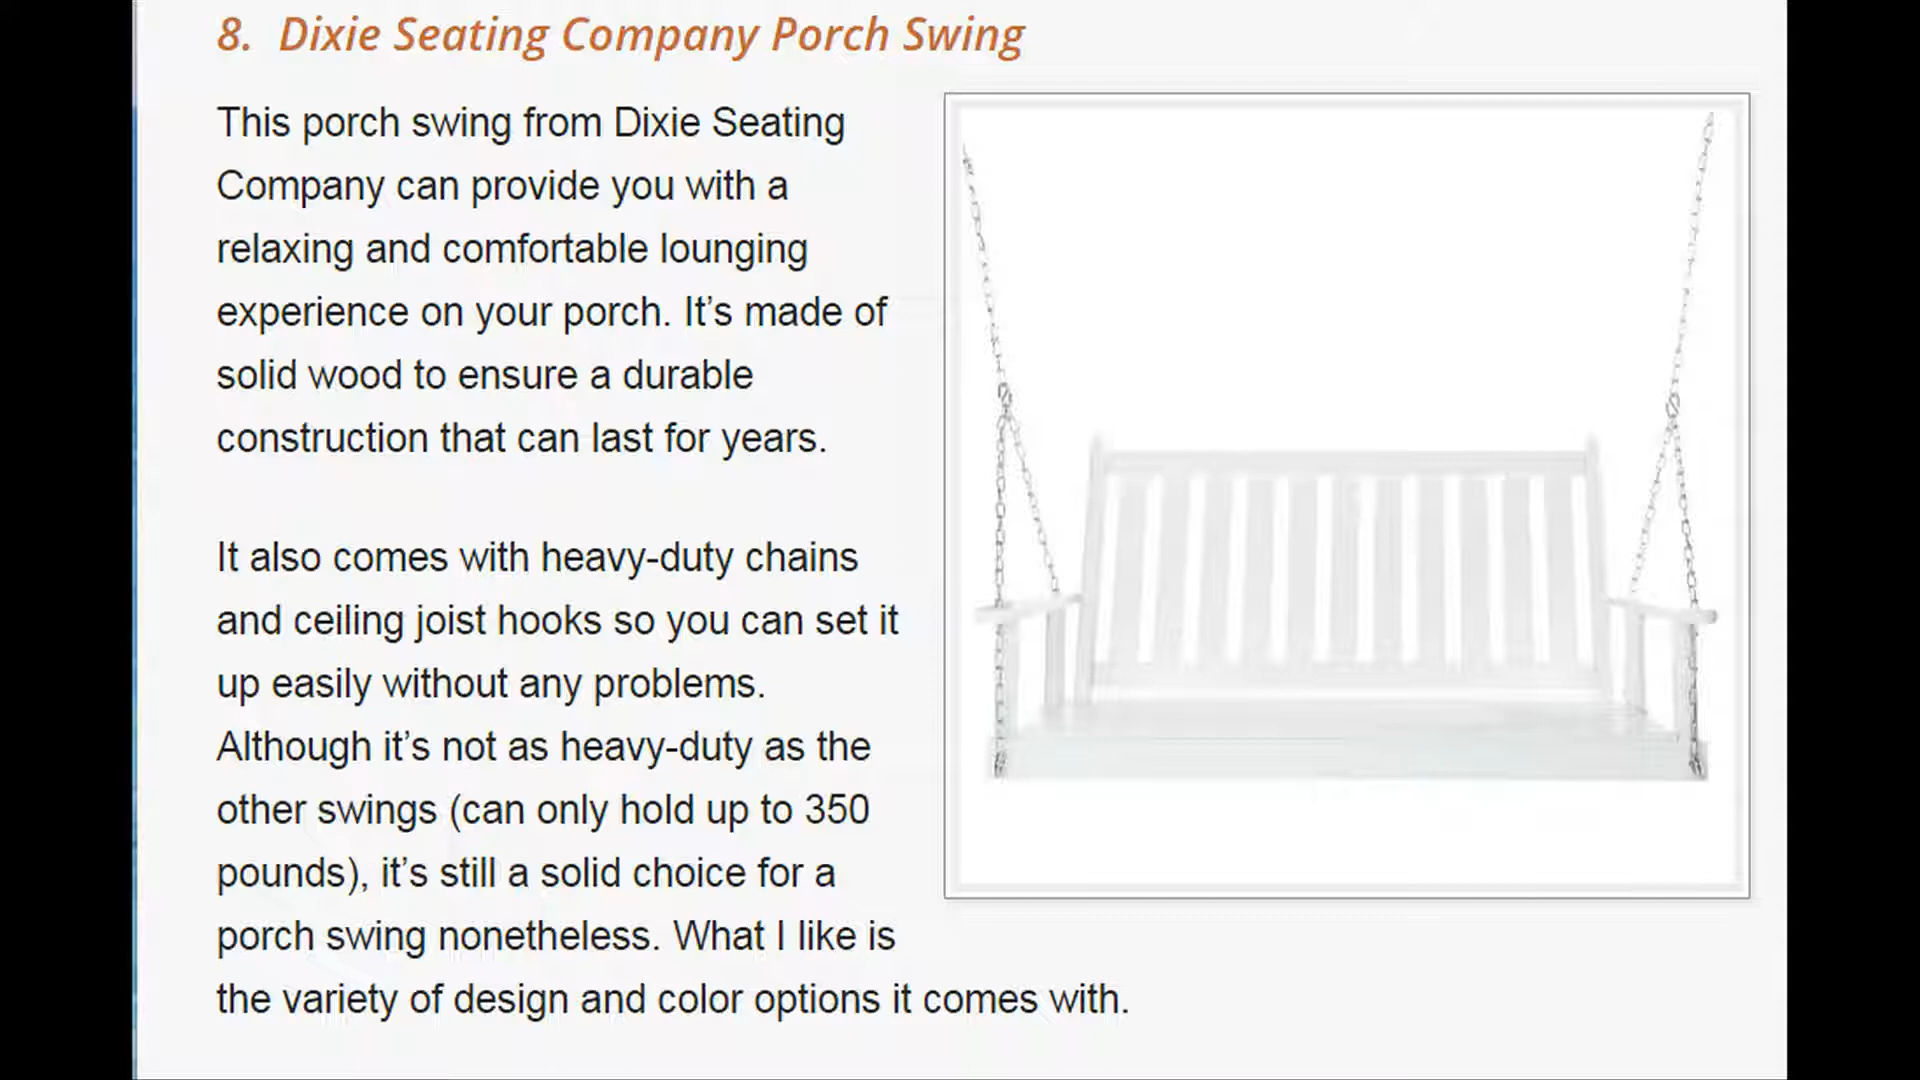 8. Dixie Seating Company Porch Swing
This porch swing from Dixie Seating
Company can provide you with a
relaxing and comfortable lounging
experience on your porch. It’s made of
solid wood to ensure a durable
construction that can last for years.
It also comes with heavy-duty chains
and ceiling joist hooks so you can set it
up easily without any problems.
Although it’s not as heavy-duty as the
other swings (can only hold up to 350
pounds), it’s still a solid choice for a
porch swing nonetheless. What I like is
the variety of design and color options it comes with.